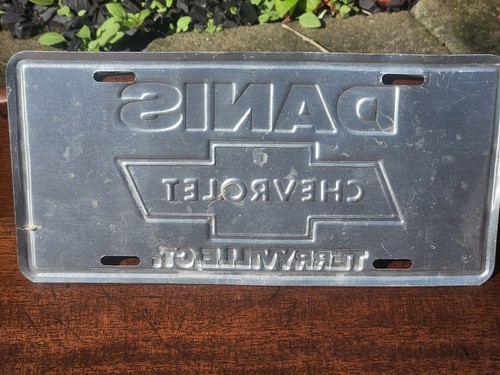 DANIS
CHEVROLET
TERRYVILLE, CT.